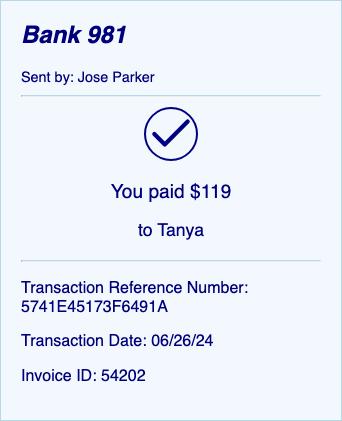 Bank 981
Sent by: Jose Parker
You paid $119
to Tanya
Transaction Reference Number:
5741E45173F6491A
Transaction Date: 06/26/24
Invoice ID: 54202